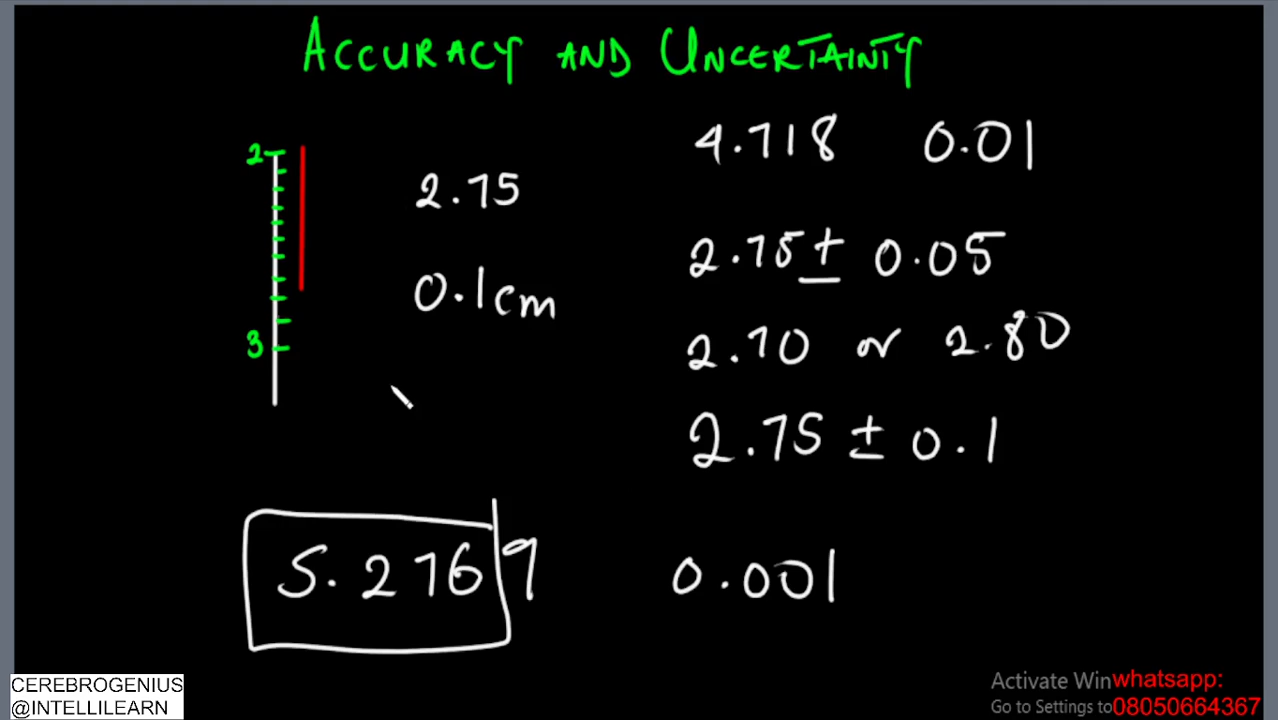 ACCURACY AND UNCERTAINTY
2
3
2.75
0.1cm
4.718 0.01
2.75 ± 0.05
2.70 or 2.80
2.75 ± 0.1
5.2769
0.001
CEREBROGENIUS
@INTELLILEARN
Activate Win
Go to Settings to
whatsapp:
08050664367